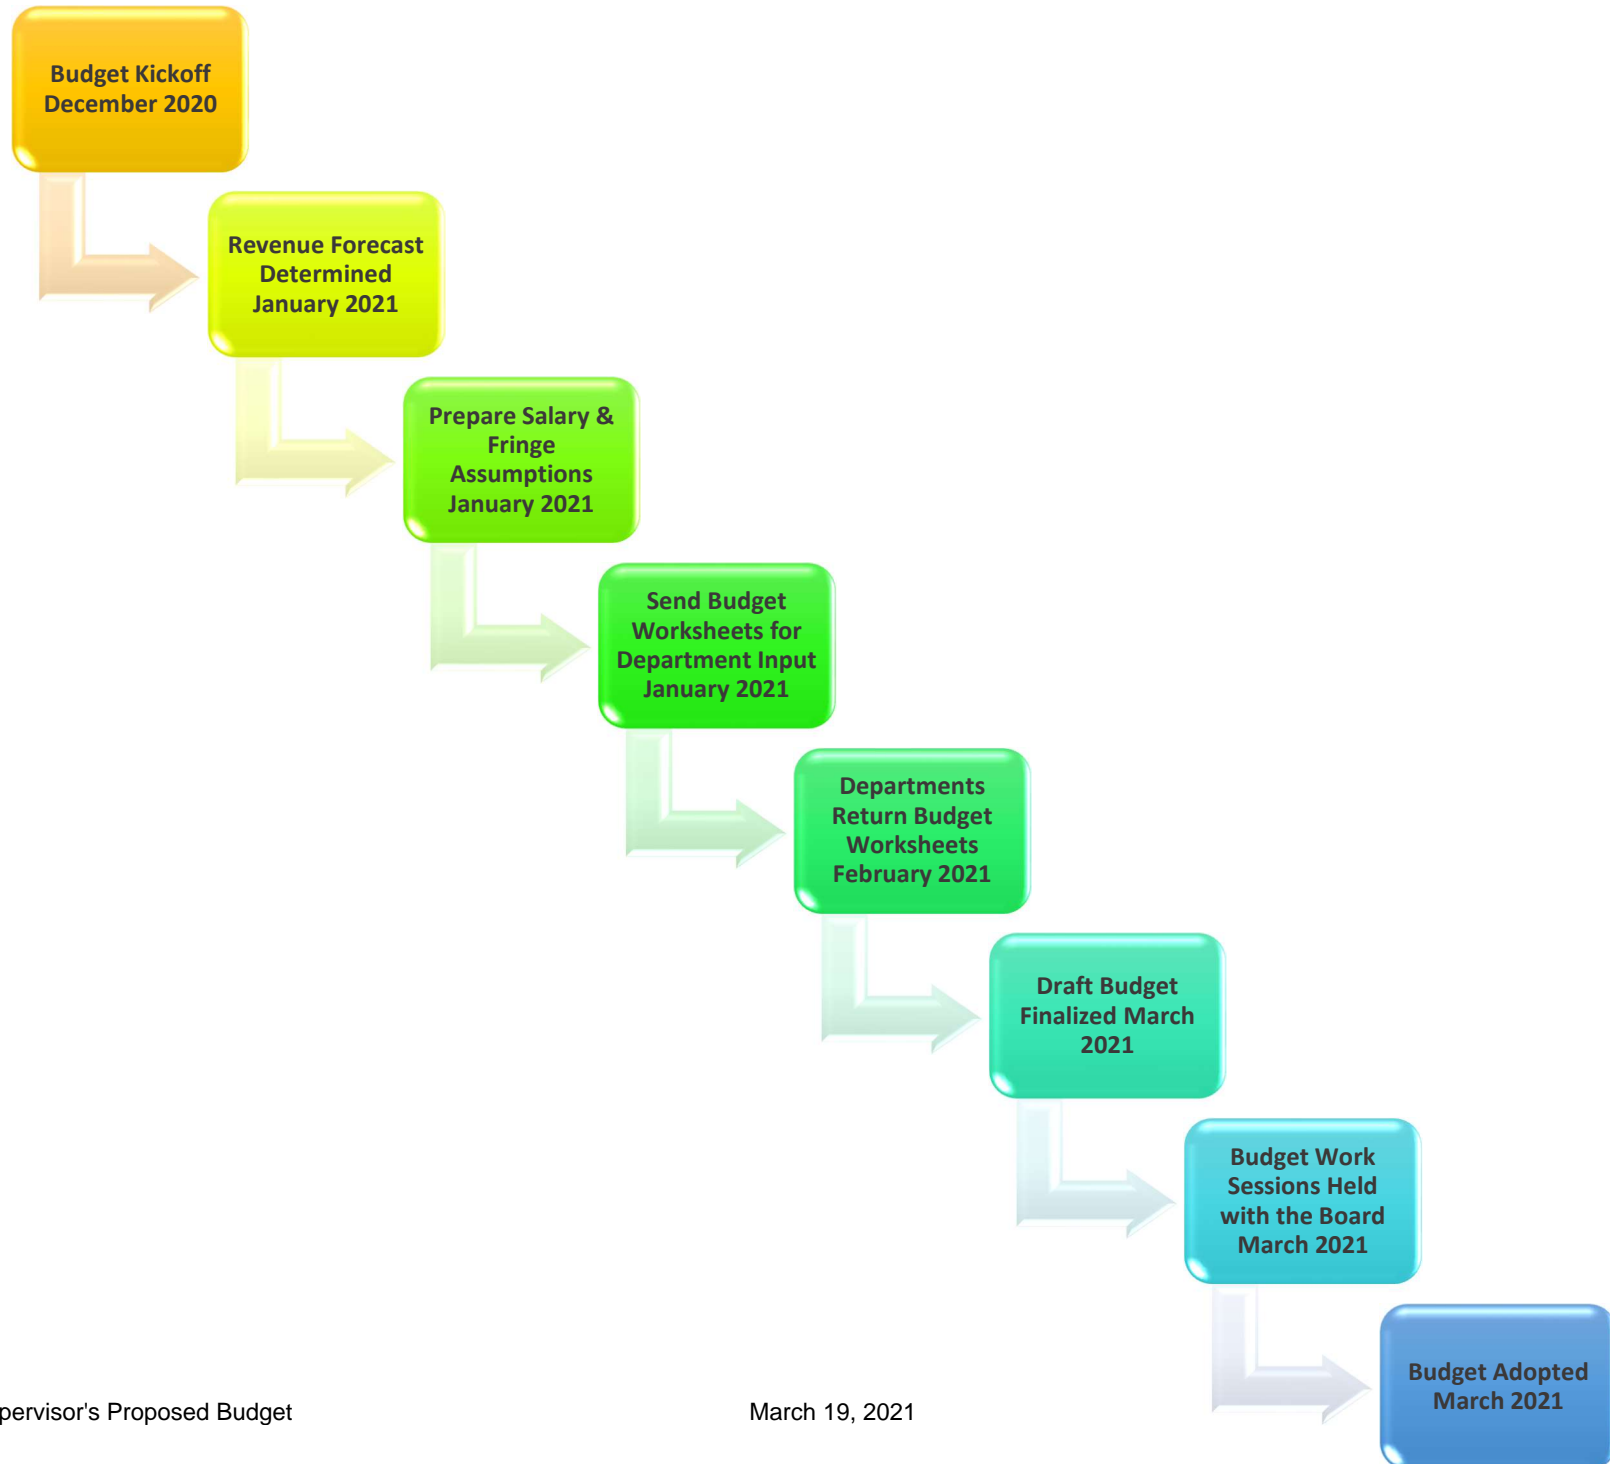 Budget Kickoff
December 2020
Revenue Forecast
Determined
January 2021
Prepare Salary &
Fringe
Assumptions
January 2021
Send Budget
Worksheets for
Department Input
January 2021
Departments
Return Budget
Worksheets
February 2021
Draft Budget
Finalized March
2021
Budget Work
Sessions Held
with the Board
March 2021
Budget Adopted
March 2021
pervisor's Proposed Budget
March 19, 2021